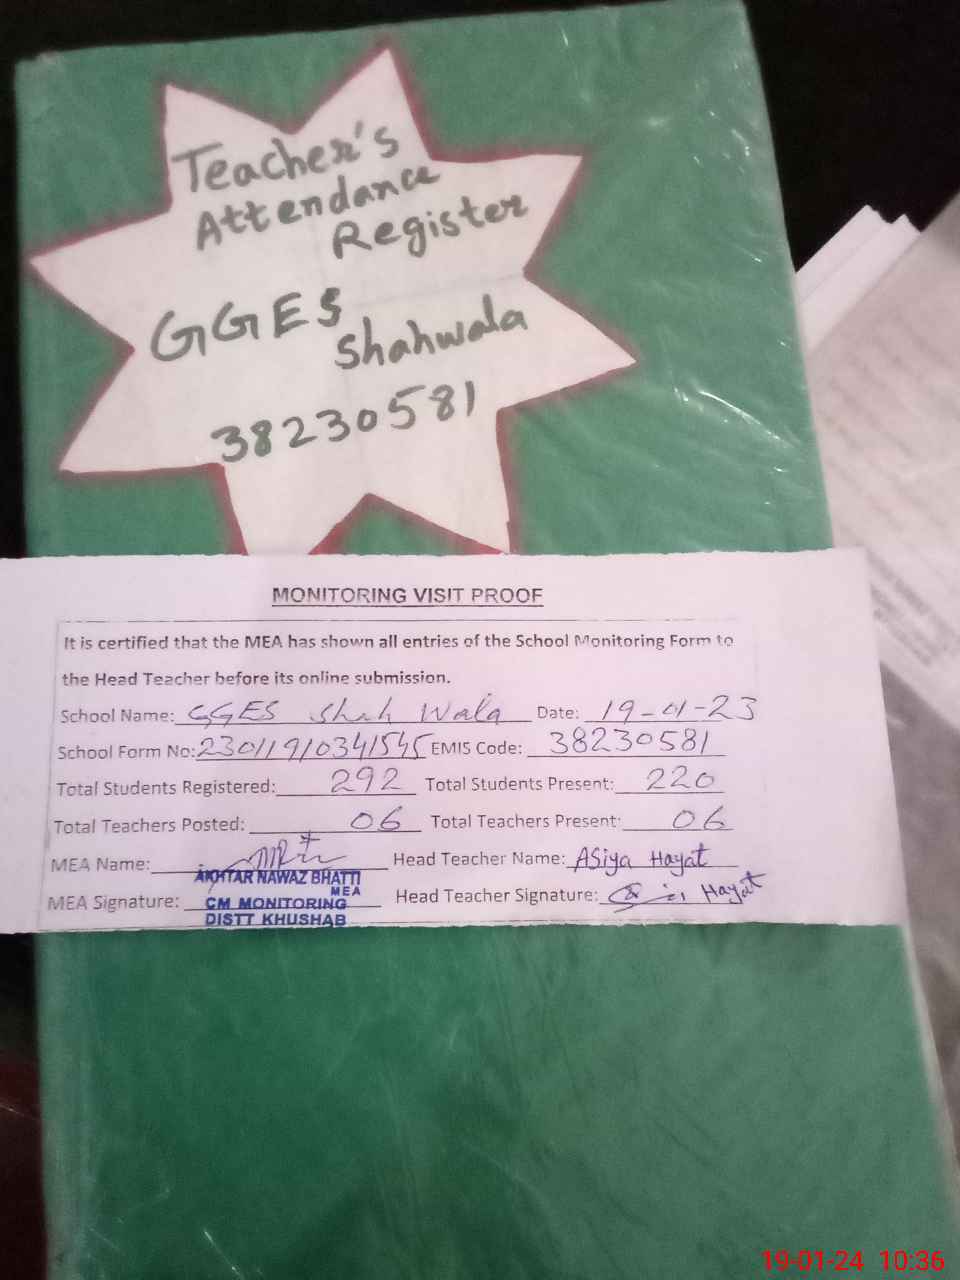 Teacher's
Attendance
Register
GGES
Shahwala
38230581
MONITORING VISIT PROOF
It is certified that the MEA has shown all entries of the School Monitoring Form to
the Head Teacher before its online submission.
School Name: GGES Shah Wala Date: 19-01-23
School Form No: 23011910341545 EMIS Code: 38230581
Total Students Registered: 292 Total Students Present: 220
Total Teachers Posted: 06 Total Teachers Present: 06
MEA Name: Head Teacher Name: Asiya Hayat
AKHTAR NAWAZ BHATTI
MEA
MEA Signature: CM MONITORING Head Teacher Signature: Hayat
DISTT KHUSHAB
19-01-24 10:36